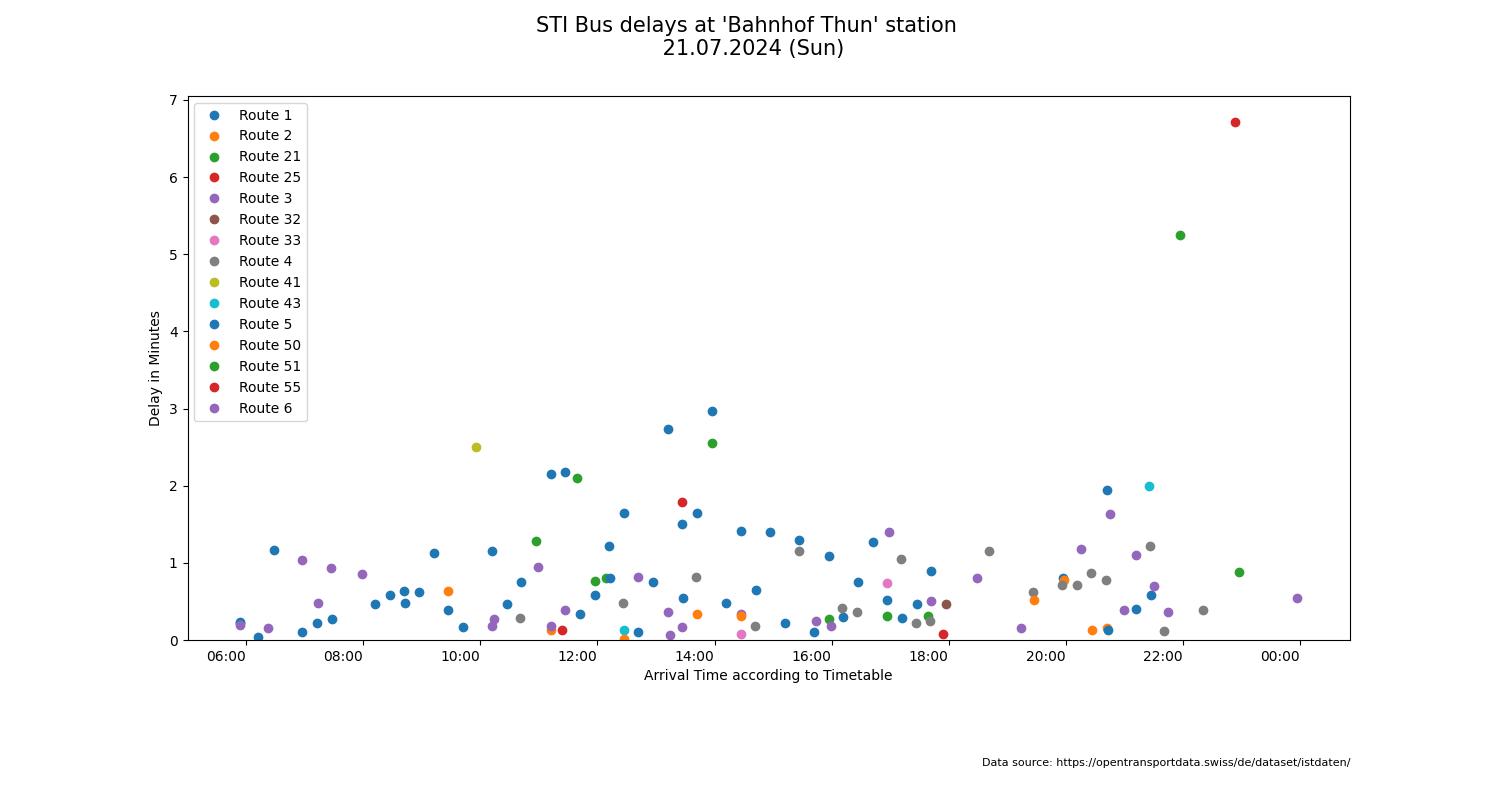 STI Bus delays at 'Bahnhof Thun' station
21.07.2024 (Sun)
7
6
5
4
3
2
1
0
Delay in Minutes
Route 1
Route 2
Route 21
Route 25
Route 3
Route 32
Route 33
Route 4
Route 41
Route 43
Route 5
Route 50
Route 51
Route 55
Route 6
06:00 08:00 10:00 12:00 14:00 16:00 18:00 20:00 22:00 00:00
Arrival Time according to Timetable
Data source: https://opentransportdata.swiss/de/dataset/istdaten/